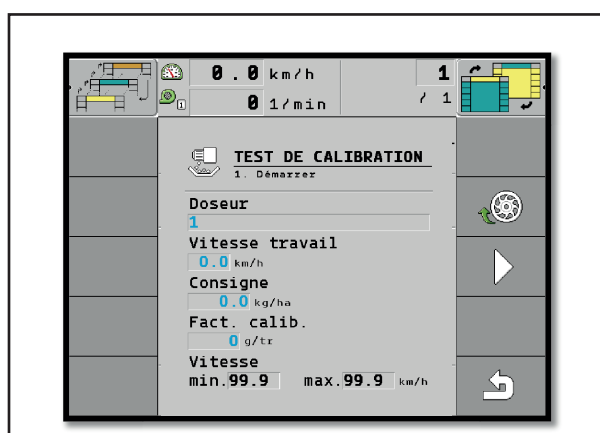 0.0 km/h
1
0 1/min
/ 1
1
TEST DE CALIBRATION
1. Démarrer
Doseur
1
Vitesse travail
0.0 km/h
Consigne
0.0 kg/ha
Fact. calib.
0 g/tr
Vitesse
min.99.9 max.99.9 km/h